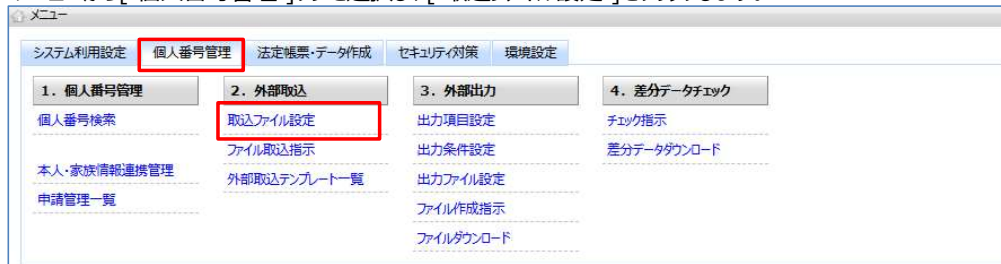 メニュー
システム利用設定 個人番号管理 法定帳票・データ作成 セキュリティ対策 環境設定
1. 個人番号管理 2. 外部取込 3. 外部出力 4. 差分データチェック
個人番号検索 取込ファイル設定 出力項目設定 チェック指示
ファイル取込指示 出力条件設定 差分データダウンロード
本人・家族情報連携管理 外部取込テンプレート一覧 出力ファイル設定
申請管理一覧 ファイル作成指示
ファイルダウンロード